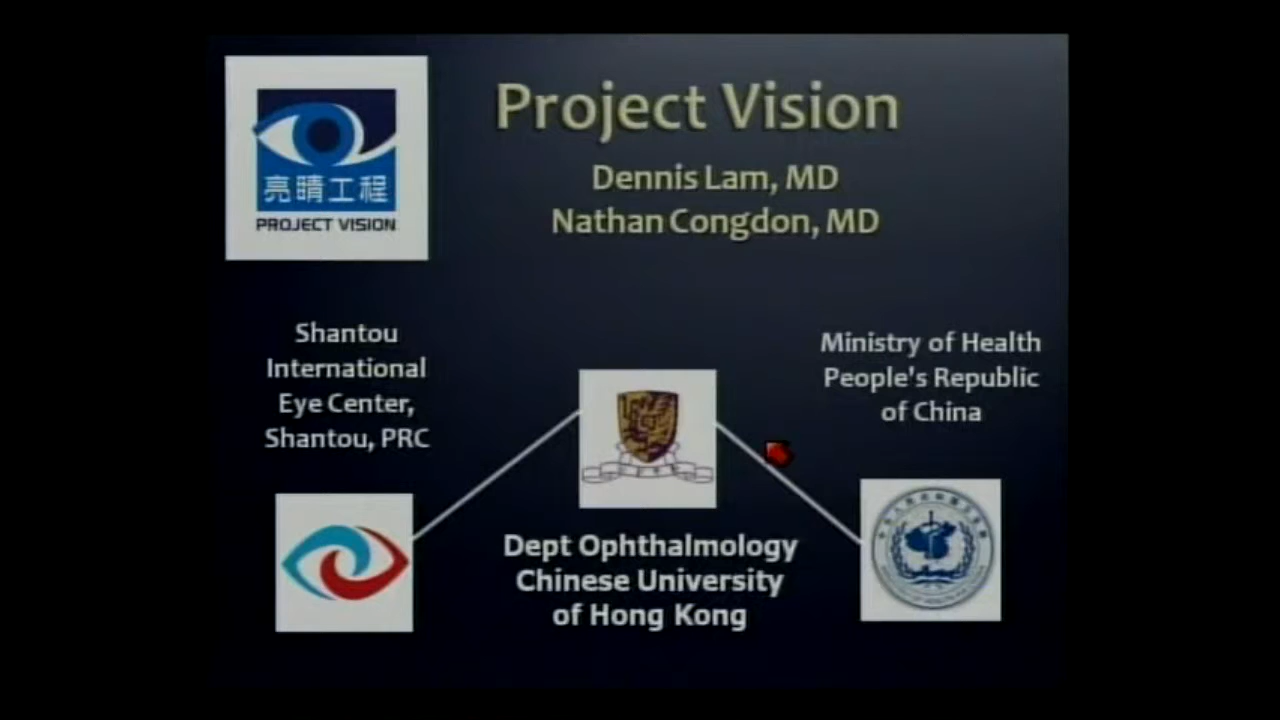 亮睛工程
PROJECT VISION
Project Vision
Dennis Lam, MD
Nathan Congdon, MD
Shantou
International
Eye Center,
Shantou, PRC
Dept Ophthalmology
Chinese University
of Hong Kong
Ministry of Health
People's Republic
of China